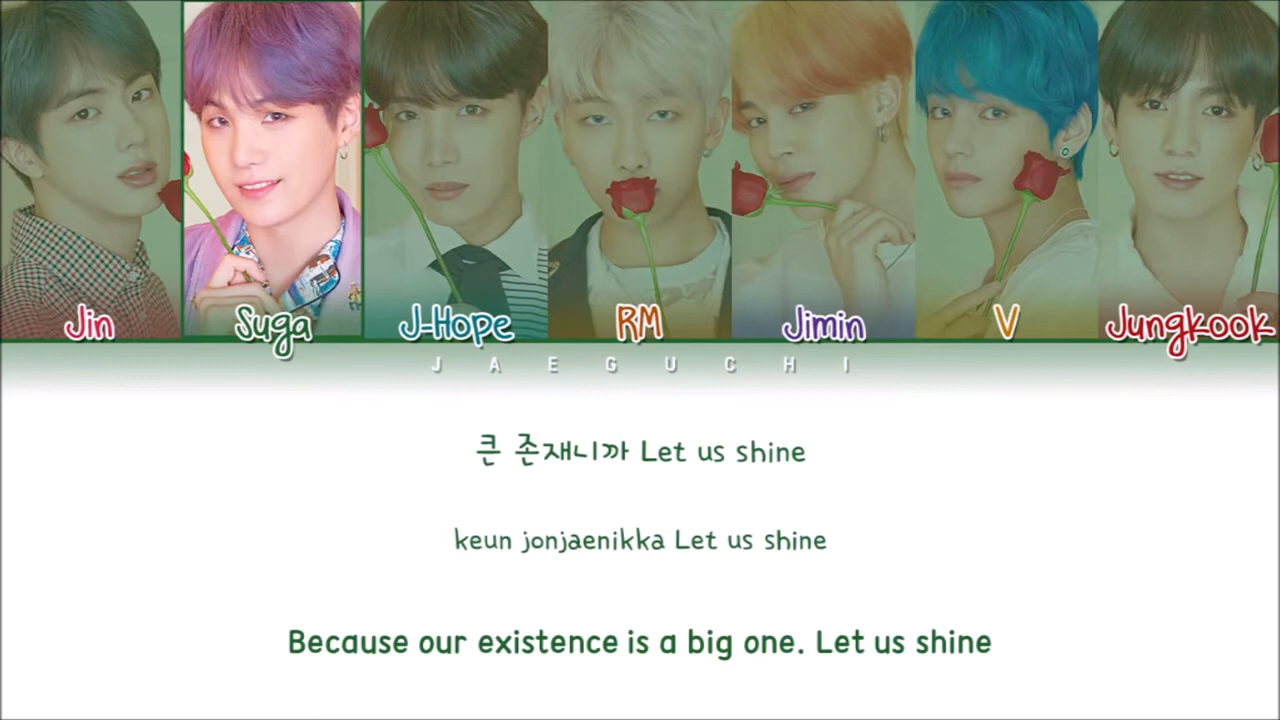 Jin Suga J-Hope RM Jimin V Jungkook
JAEGUCHI
큰 존재니까 Let us shine
keun jonjaenikka Let us shine
Because our existence is a big one. Let us shine